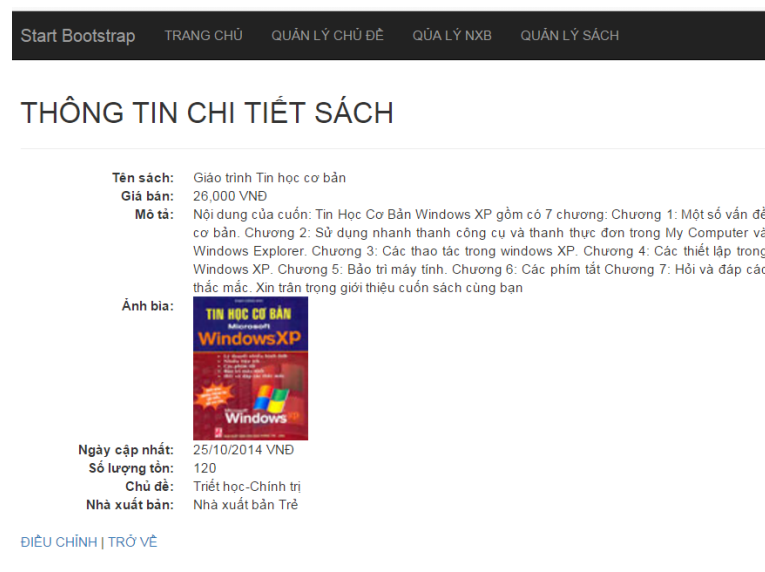 Start Bootstrap TRANG CHỦ QUẢN LÝ CHỦ ĐỀ QỦA LÝ NXB QUẢN LÝ SÁCH
THÔNG TIN CHI TIẾT SÁCH
Tên sách: Giáo trình Tin học cơ bản
Giá bán: 26,000 VNĐ
Mô tả: Nội dung của cuốn: Tin Học Cơ Bản Windows XP gồm có 7 chương: Chương 1: Một số vấn đề
cơ bản. Chương 2: Sử dụng nhanh thanh công cụ và thanh thực đơn trong My Computer và
Windows Explorer. Chương 3: Các thao tác trong windows XP. Chương 4: Các thiết lập trong
Windows XP. Chương 5: Bảo trì máy tính. Chương 6: Các phím tắt Chương 7: Hỏi và đáp các
thắc mắc. Xin trân trọng giới thiệu cuốn sách cùng bạn
Ảnh bìa:
TIN HỌC CƠ BẢN
Microsoft
WindowsXP
Microsoft
Windows XP
Ngày cập nhất: 25/10/2014 VNĐ
Số lượng tồn: 120
Chủ đề: Triết học-Chính trị
Nhà xuất bản: Nhà xuất bản Trẻ
ĐIỀU CHỈNH | TRỞ VỀ